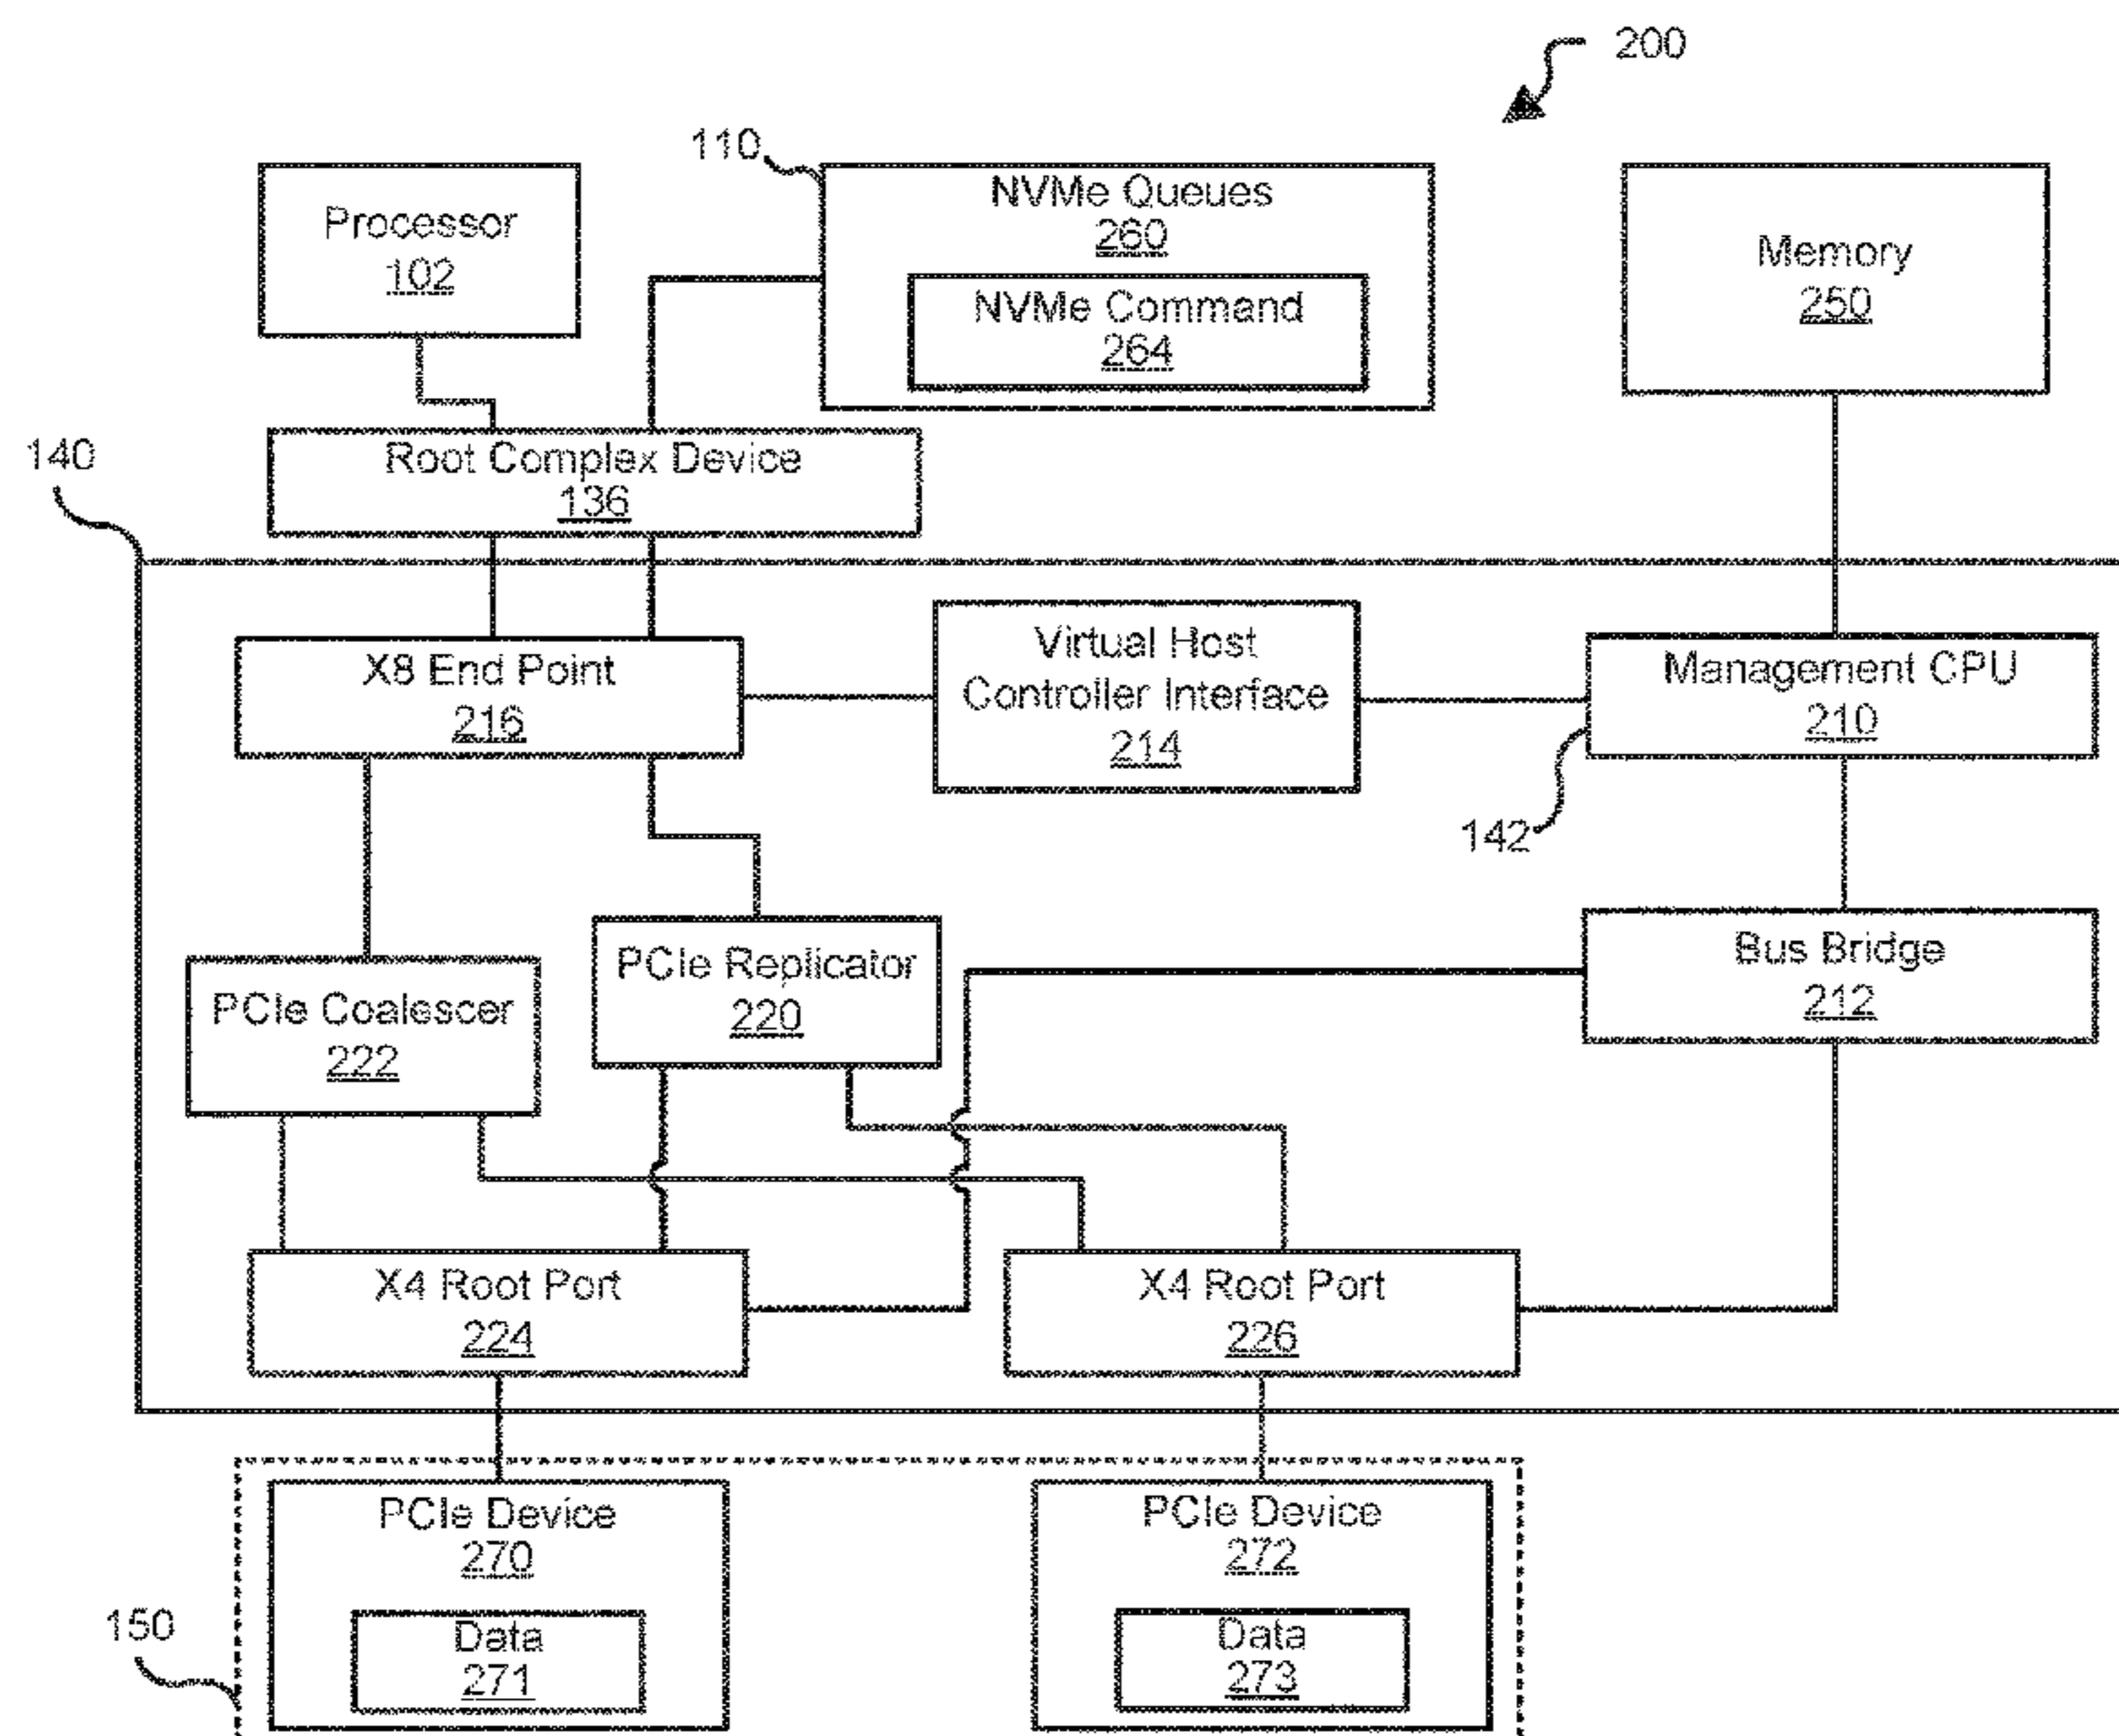 200
110
Processor
102
NVMe Queues
260
NVMe Command
264
Memory
250
140
Root Complex Device
136
X8 End Point
216
Virtual Host
Controller Interface
214
Management CPU
210
142
PCIe Coalescer
222
PCIe Replicator
220
Bus Bridge
212
X4 Root Port
224
X4 Root Port
226
150
PCIe Device
270
Data
271
PCIe Device
272
Data
273